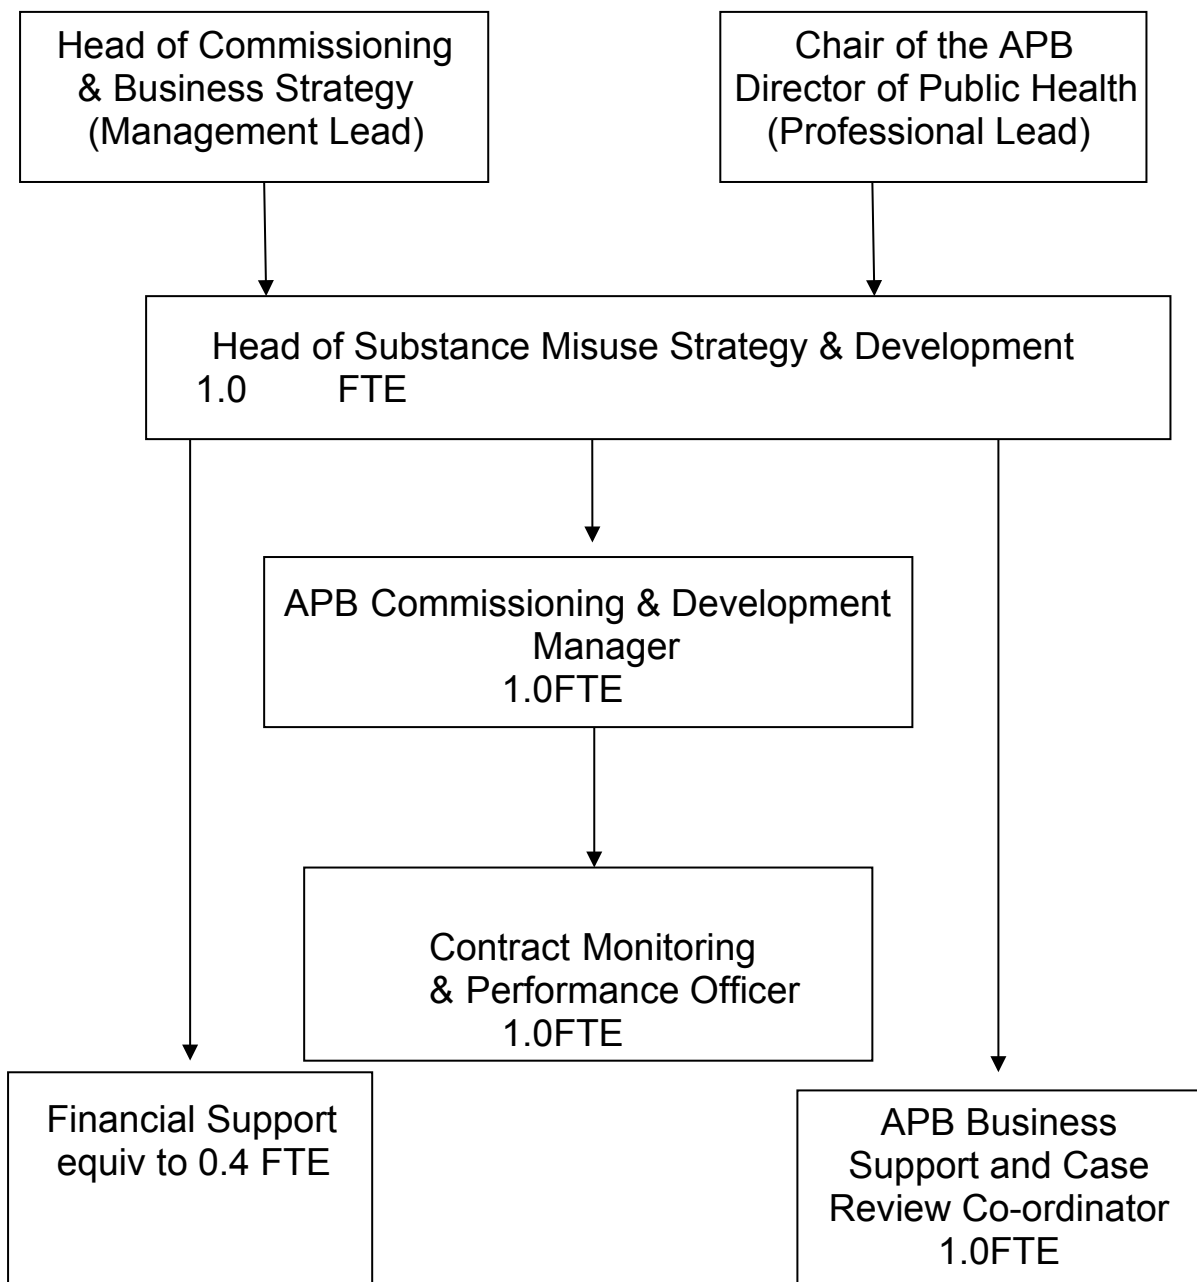 Head of Commissioning
& Business Strategy
(Management Lead)
Chair of the APB
Director of Public Health
(Professional Lead)
Head of Substance Misuse Strategy & Development
1.0 FTE
APB Commissioning & Development
Manager
1.0FTE
Contract Monitoring
& Performance Officer
1.0FTE
Financial Support
equiv to 0.4 FTE
APB Business
Support and Case
Review Co-ordinator
1.0FTE